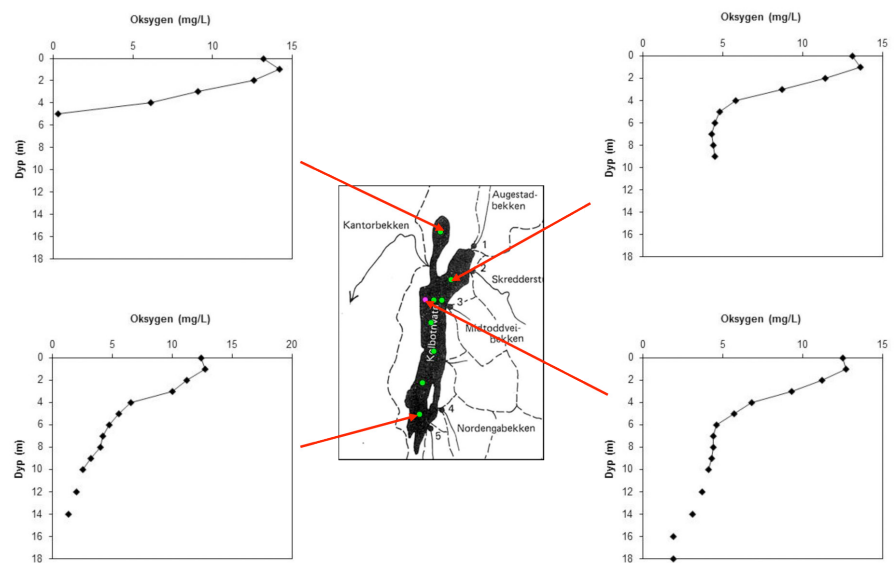 Oksygen (mg/L)
0 5 10 15
0
2
4
6
8
10
12
14
16
18
Dyp (m)
Oksygen (mg/L)
0 5 10 15
0
2
4
6
8
10
12
14
16
18
Dyp (m)
Augestad-
bekken
Kantorbekken
1
2
Skredderstu
3
Kolbotnvatn
Midtoddvei-
bekken
4
Nordengabekken
5
Oksygen (mg/L)
0 5 10 15 20
0
2
4
6
8
10
12
14
16
18
Dyp (m)
Oksygen (mg/L)
0 5 10 15
0
2
4
6
8
10
12
14
16
18
Dyp (m)